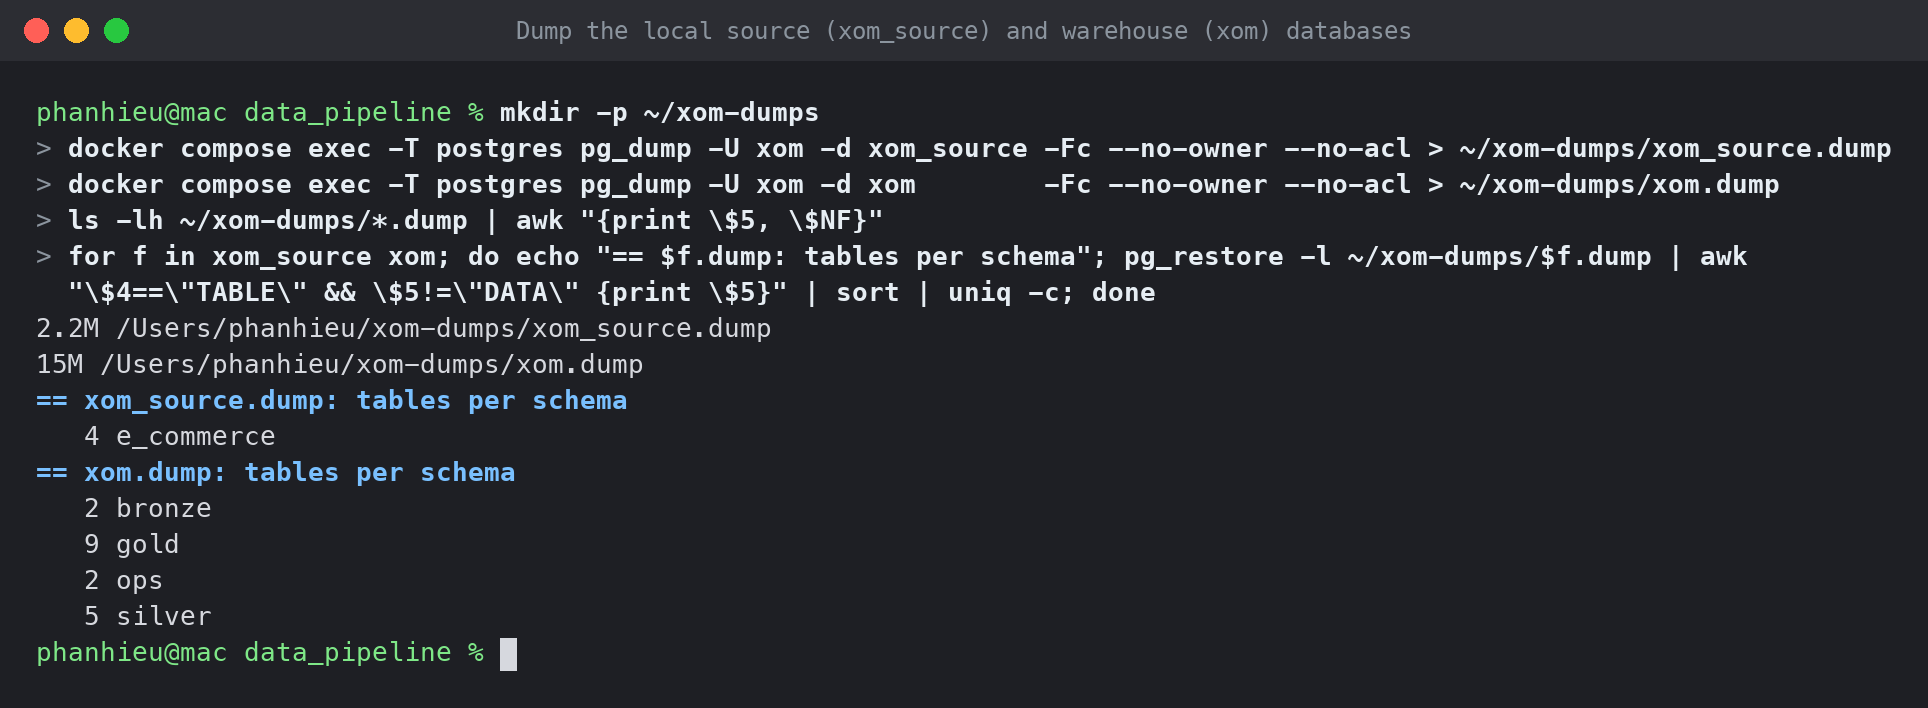 Dump the local source (xom_source) and warehouse (xom) databases
phanhieu@mac data_pipeline % mkdir -p ~/xom-dumps
> docker compose exec -T postgres pg_dump -U xom -d xom_source -Fc --no-owner --no-acl > ~/xom-dumps/xom_source.dump
> docker compose exec -T postgres pg_dump -U xom -d xom        -Fc --no-owner --no-acl > ~/xom-dumps/xom.dump
> ls -lh ~/xom-dumps/*.dump | awk "{print \$5, \$NF}"
> for f in xom_source xom; do echo "== $f.dump: tables per schema"; pg_restore -l ~/xom-dumps/$f.dump | awk
  "\$4==\"TABLE\" && \$5!=\"DATA\" {print \$5}" | sort | uniq -c; done
2.2M /Users/phanhieu/xom-dumps/xom_source.dump
15M /Users/phanhieu/xom-dumps/xom.dump
== xom_source.dump: tables per schema
   4 e_commerce
== xom.dump: tables per schema
   2 bronze
   9 gold
   2 ops
   5 silver
phanhieu@mac data_pipeline %